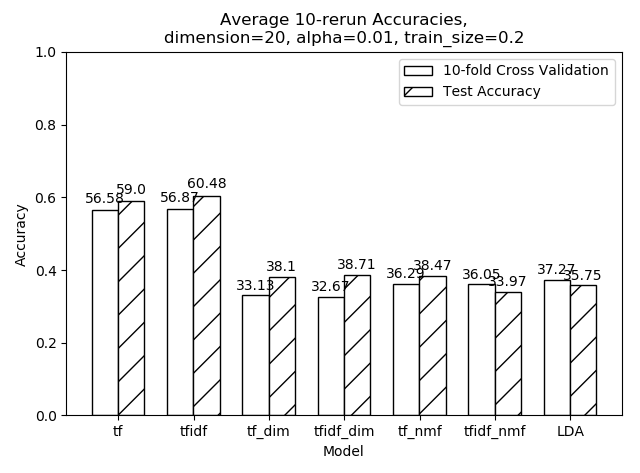 Average 10-rerun Accuracies,
dimension=20, alpha=0.01, train_size=0.2
1.0
0.8
0.6
0.4
0.2
0.0
Accuracy
10-fold Cross Validation
Test Accuracy
56.58
59.0
56.87
60.48
33.13
38.1
32.67
38.71
36.29
38.47
36.05
33.97
37.27
35.75
tf
tfidf
tf_dim
tfidf_dim
tf_nmf
tfidf_nmf
LDA
Model